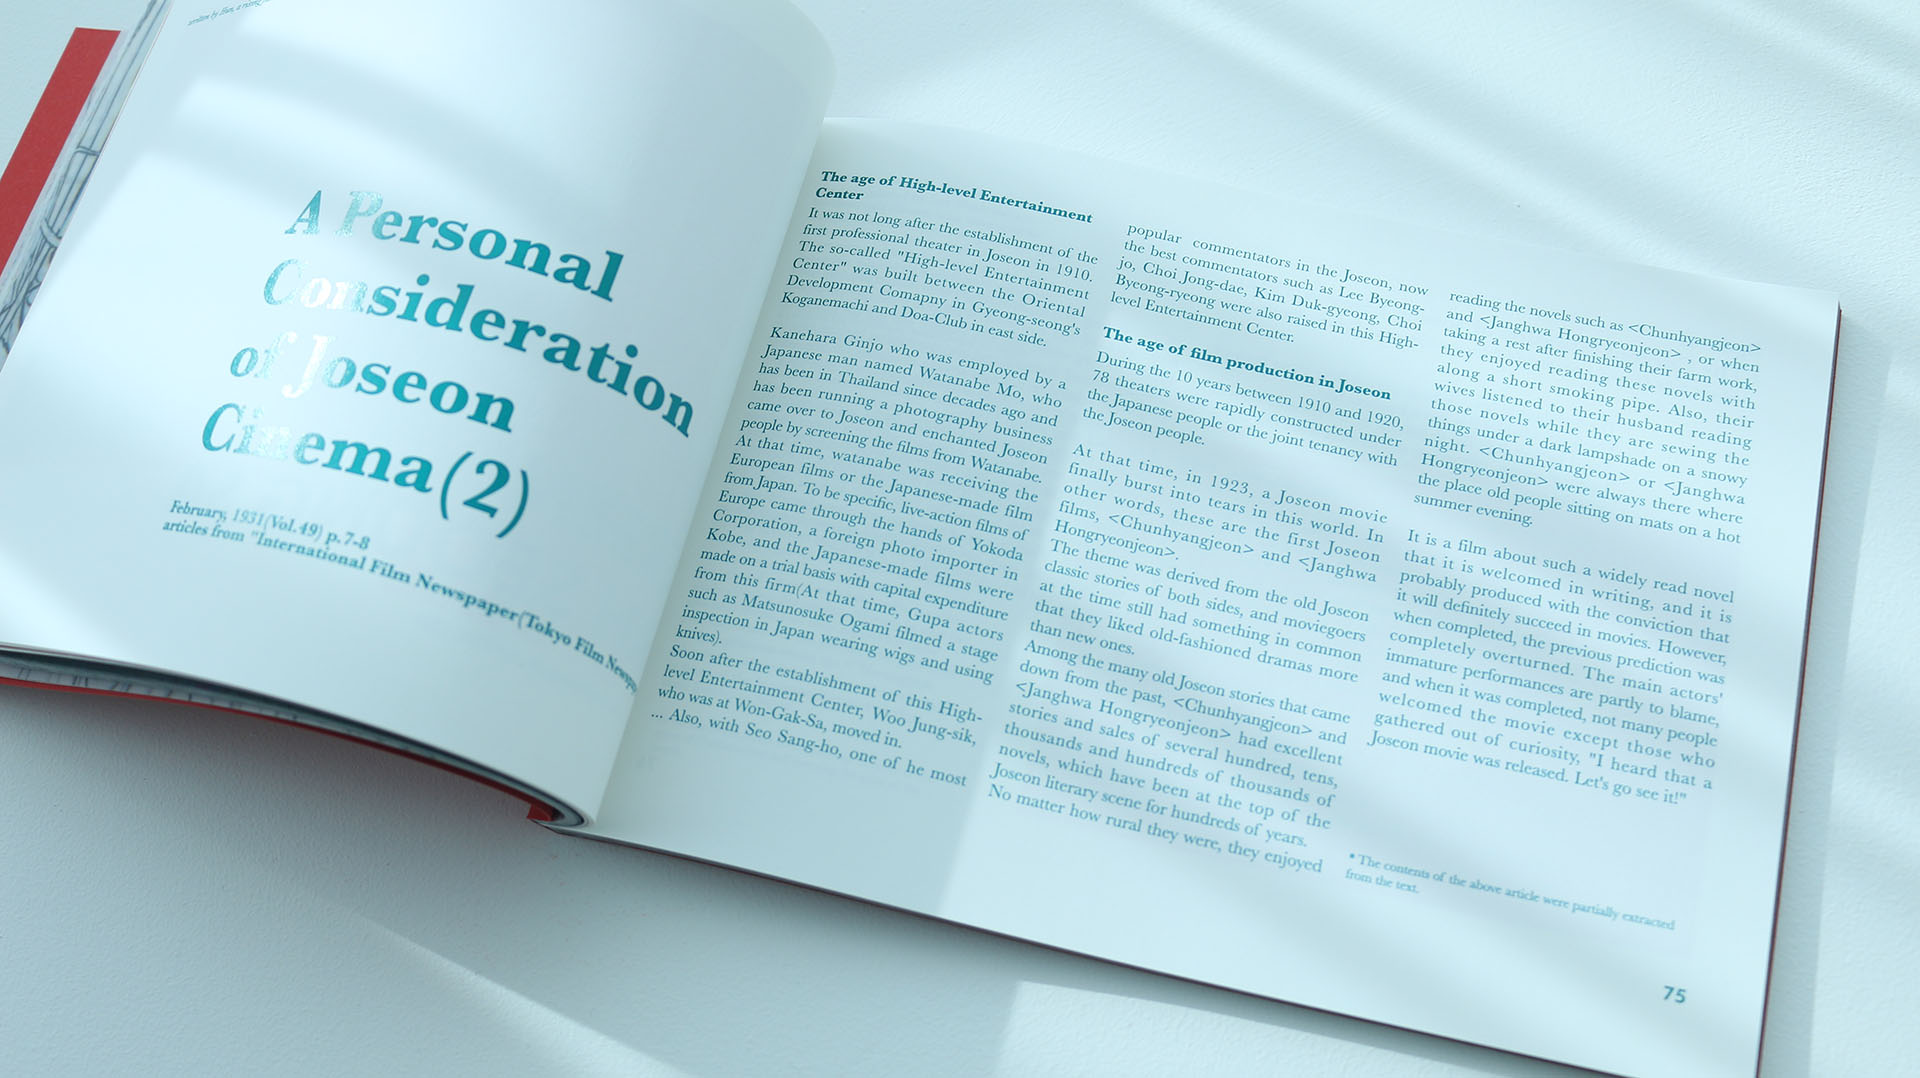 written by Han, a rising
A Personal
Consideration
of Joseon
Cinema(2)
February, 1931(Vol. 49) p. 7-8
articles from "International Film Newspaper(Tokyo Film Newspa
The age of High-level Entertainment
Center
It was not long after the establishment of the
first professional theater in Joseon in 1910.
The so-called "High-level Entertainment
Center" was built between the Oriental
Development Comapny in Gyeong-seong's
Koganemachi and Doa-Club in east side.
Kanehara Ginjo who was employed by a
Japanese man named Watanabe Mo, who
has been in Thailand since decades ago and
has been running a photography business
came over to Joseon and enchanted Joseon
people by screening the films from Watanabe.
At that time, watanabe was receiving the
European films or the Japanese-made film
from Japan. To be specific, live-action films of
Europe came through the hands of Yokoda
Corporation, a foreign photo importer in
Kobe, and the Japanese-made films were
made on a trial basis with capital expenditure
from this firm(At that time, Gupa actors
such as Matsunosuke Ogami filmed a stage
inspection in Japan wearing wigs and using
knives).
Soon after the establishment of this High-
level Entertainment Center, Woo Jung-sik,
who was at Won-Gak-Sa, moved in.
... Also, with Seo Sang-ho, one of he most
popular commentators in the Joseon, now
the best commentators such as Lee Byeong-
jo, Choi Jong-dae, Kim Duk-gyeong, Choi
Byeong-ryeong were also raised in this High-
level Entertainment Center.
The age of film production in Joseon
During the 10 years between 1910 and 1920,
78 theaters were rapidly constructed under
the Japanese people or the joint tenancy with
the Joseon people.
At that time, in 1923, a Joseon movie
finally burst into tears in this world. In
other words, these are the first Joseon
films, <Chunhyangjeon> and <Janghwa
Hongryeonjeon>.
The theme was derived from the old Joseon
classic stories of both sides, and moviegoers
at the time still had something in common
that they liked old-fashioned dramas more
than new ones.
Among the many old Joseon stories that came
down from the past, <Chunhyangjeon> and
<Janghwa Hongryeonjeon> had excellent
stories and sales of several hundred, tens,
thousands and hundreds of thousands of
novels, which have been at the top of the
Joseon literary scene for hundreds of years.
No matter how rural they were, they enjoyed
reading the novels such as <Chunhyangjeon>
and <Janghwa Hongryeonjeon> , or when
taking a rest after finishing their farm work,
they enjoyed reading these novels with
along a short smoking pipe. Also, their
wives listened to their husband reading
those novels while they are sewing the
things under a dark lampshade on a snowy
night. <Chunhyangjeon> or <Janghwa
Hongryeonjeon> were always there where
the place old people sitting on mats on a hot
summer evening.
It is a film about such a widely read novel
that it is welcomed in writing, and it is
probably produced with the conviction that
it will definitely succeed in movies. However,
when completed, the previous prediction was
completely overturned. The main actors'
immature performances are partly to blame,
and when it was completed, not many people
welcomed the movie except those who
gathered out of curiosity, "I heard that a
Joseon movie was released. Let's go see it!"
* The contents of the above article were partially extracted
from the text.
75